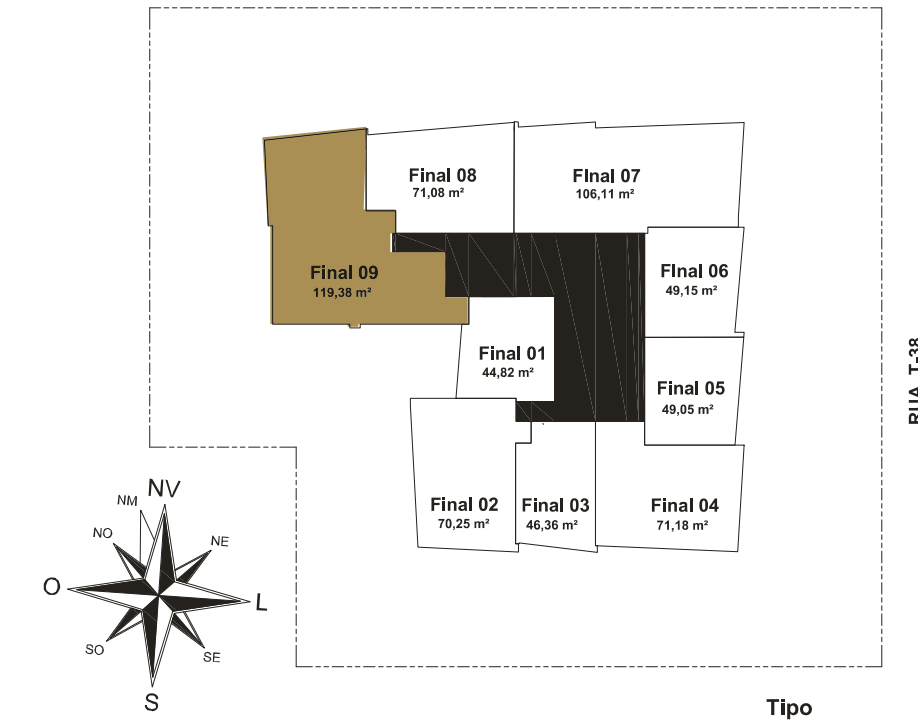 Final 08
71,08 m²
FInal 07
106,11 m²
Final 09
119,38 m²
FInal 06
49,15 m²
Final 01
44,82 m²
Final 05
49,05 m²
Final 02
70,25 m²
Final 03
46,36 m²
Final 04
71,18 m²
RUA T-38
NM
NV
NO
NE
O
L
SO
SE
S
Tipo